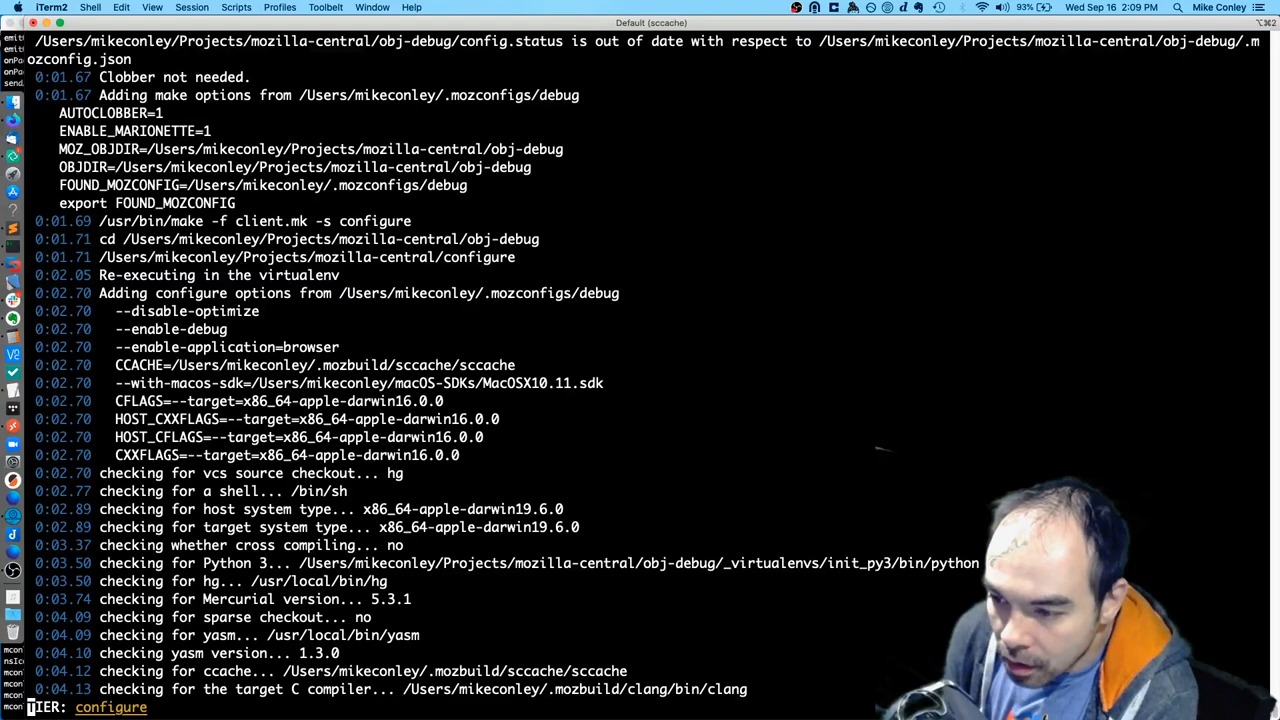 iTerm2 Shell Edit View Session Scripts Profiles Toolbelt Window Help 93% Wed Sep 16 2:09 PM Mike Conley
Default (sccache)
⌥⌘2
/Users/mikeconley/Projects/mozilla-central/obj-debug/config.status is out of date with respect to /Users/mikeconley/Projects/mozilla-central/obj-debug/.m
ozconfig.json
0:01.67 Clobber not needed.
0:01.67 Adding make options from /Users/mikeconley/.mozconfigs/debug
AUTOCLOBBER=1
ENABLE_MARIONETTE=1
MOZ_OBJDIR=/Users/mikeconley/Projects/mozilla-central/obj-debug
OBJDIR=/Users/mikeconley/Projects/mozilla-central/obj-debug
FOUND_MOZCONFIG=/Users/mikeconley/.mozconfigs/debug
export FOUND_MOZCONFIG
0:01.69 /usr/bin/make -f client.mk -s configure
0:01.71 cd /Users/mikeconley/Projects/mozilla-central/obj-debug
0:01.71 /Users/mikeconley/Projects/mozilla-central/configure
0:02.05 Re-executing in the virtualenv
0:02.70 Adding configure options from /Users/mikeconley/.mozconfigs/debug
0:02.70 --disable-optimize
0:02.70 --enable-debug
0:02.70 --enable-application=browser
0:02.70 CCACHE=/Users/mikeconley/.mozbuild/sccache/sccache
0:02.70 --with-macos-sdk=/Users/mikeconley/macOS-SDKs/MacOSX10.11.sdk
0:02.70 CFLAGS=--target=x86_64-apple-darwin16.0.0
0:02.70 HOST_CXXFLAGS=--target=x86_64-apple-darwin16.0.0
0:02.70 HOST_CFLAGS=--target=x86_64-apple-darwin16.0.0
0:02.70 CXXFLAGS=--target=x86_64-apple-darwin16.0.0
0:02.70 checking for vcs source checkout... hg
0:02.77 checking for a shell... /bin/sh
0:02.89 checking for host system type... x86_64-apple-darwin19.6.0
0:02.89 checking for target system type... x86_64-apple-darwin19.6.0
0:03.37 checking whether cross compiling... no
0:03.50 checking for Python 3... /Users/mikeconley/Projects/mozilla-central/obj-debug/_virtualenvs/init_py3/bin/python
0:03.50 checking for hg... /usr/local/bin/hg
0:03.74 checking for Mercurial version... 5.3.1
0:04.09 checking for sparse checkout... no
0:04.09 checking for yasm... /usr/local/bin/yasm
0:04.10 checking yasm version... 1.3.0
0:04.12 checking for ccache... /Users/mikeconley/.mozbuild/sccache/sccache
0:04.13 checking for the target C compiler... /Users/mikeconley/.mozbuild/clang/bin/clang
TIER: configure